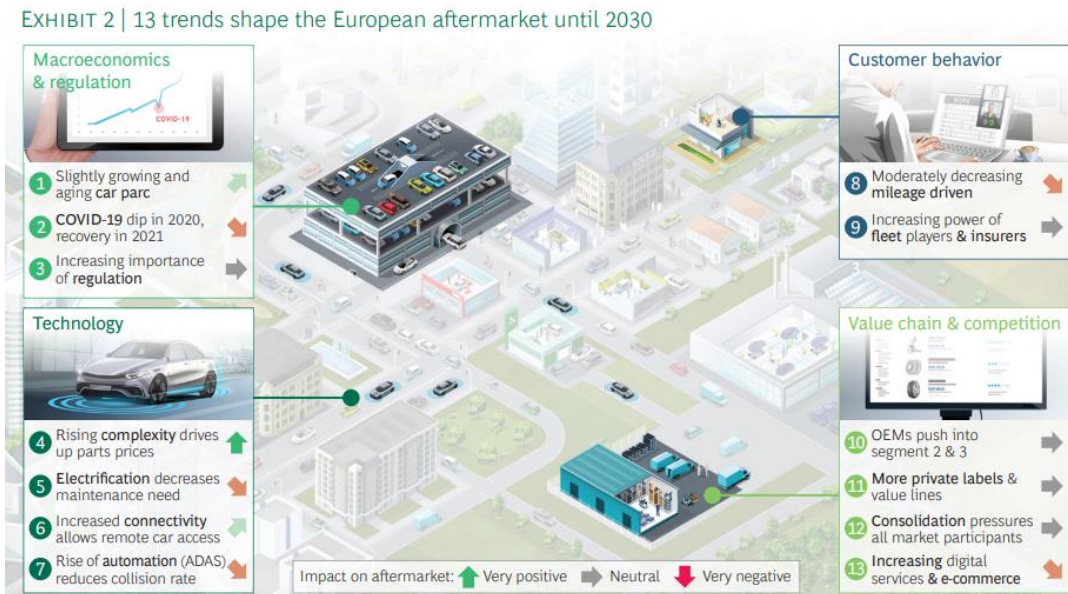 EXHIBIT 2 | 13 trends shape the European aftermarket until 2030
Macroeconomics
& regulation
COVID-19
1 Slightly growing and
aging car parc
2 COVID-19 dip in 2020,
recovery in 2021
3 Increasing importance
of regulation
Technology
4 Rising complexity drives
up parts prices
5 Electrification decreases
maintenance need
6 Increased connectivity
allows remote car access
7 Rise of automation (ADAS)
reduces collision rate
Customer behavior
WORK
8 Moderately decreasing
mileage driven
9 Increasing power of
fleet players & insurers
Value chain & competition
10 OEMs push into
segment 2 & 3
11 More private labels &
value lines
12 Consolidation pressures
all market participants
13 Increasing digital
services & e-commerce
Impact on aftermarket: Very positive Neutral Very negative